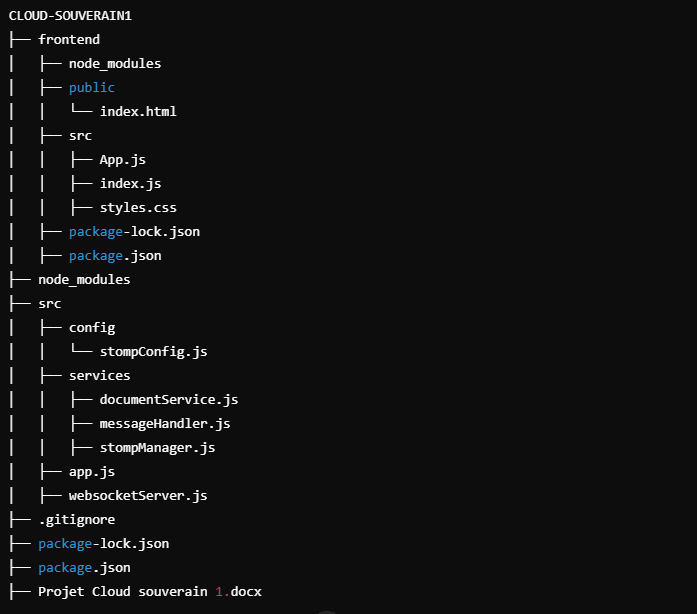 CLOUD-SOUVERAIN1
├── frontend
│   ├── node_modules
│   ├── public
│   │   └── index.html
│   ├── src
│   │   ├── App.js
│   │   ├── index.js
│   │   ├── styles.css
│   ├── package-lock.json
│   ├── package.json
├── node_modules
├── src
│   ├── config
│   │   └── stompConfig.js
│   ├── services
│   │   ├── documentService.js
│   │   ├── messageHandler.js
│   │   ├── stompManager.js
│   ├── app.js
│   ├── websocketServer.js
├── .gitignore
├── package-lock.json
├── package.json
├── Projet Cloud souverain 1.docx